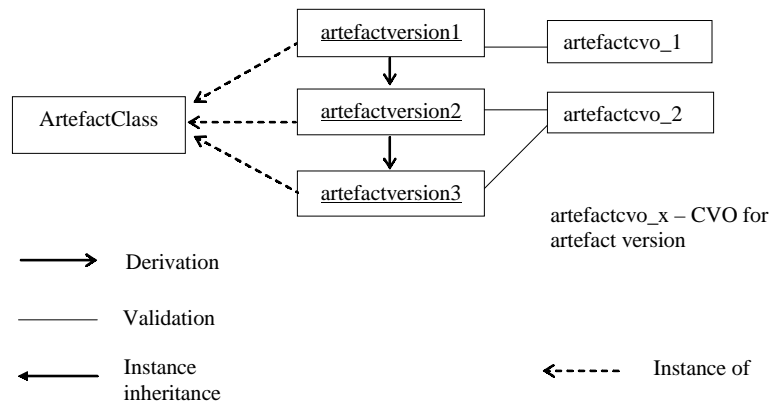 artefactversion1
artefactcvo_1
ArtefactClass
artefactversion2
artefactcvo_2
artefactversion3
artefactcvo_x – CVO for
artefact version
Derivation
Validation
Instance
inheritance
Instance of